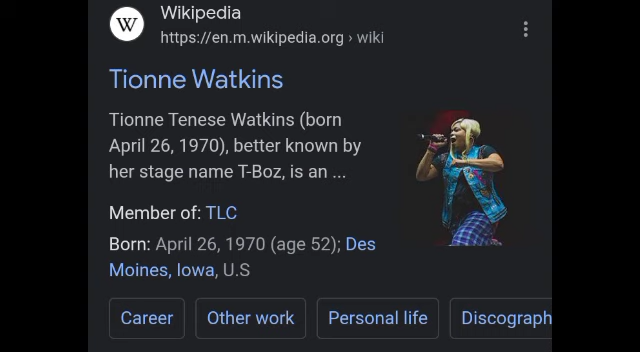 W Wikipedia
https://en.m.wikipedia.org › wiki
Tionne Watkins
Tionne Tenese Watkins (born
April 26, 1970), better known by
her stage name T-Boz, is an ...
Member of: TLC
Born: April 26, 1970 (age 52); Des
Moines, Iowa, U.S
Career Other work Personal life Discograph